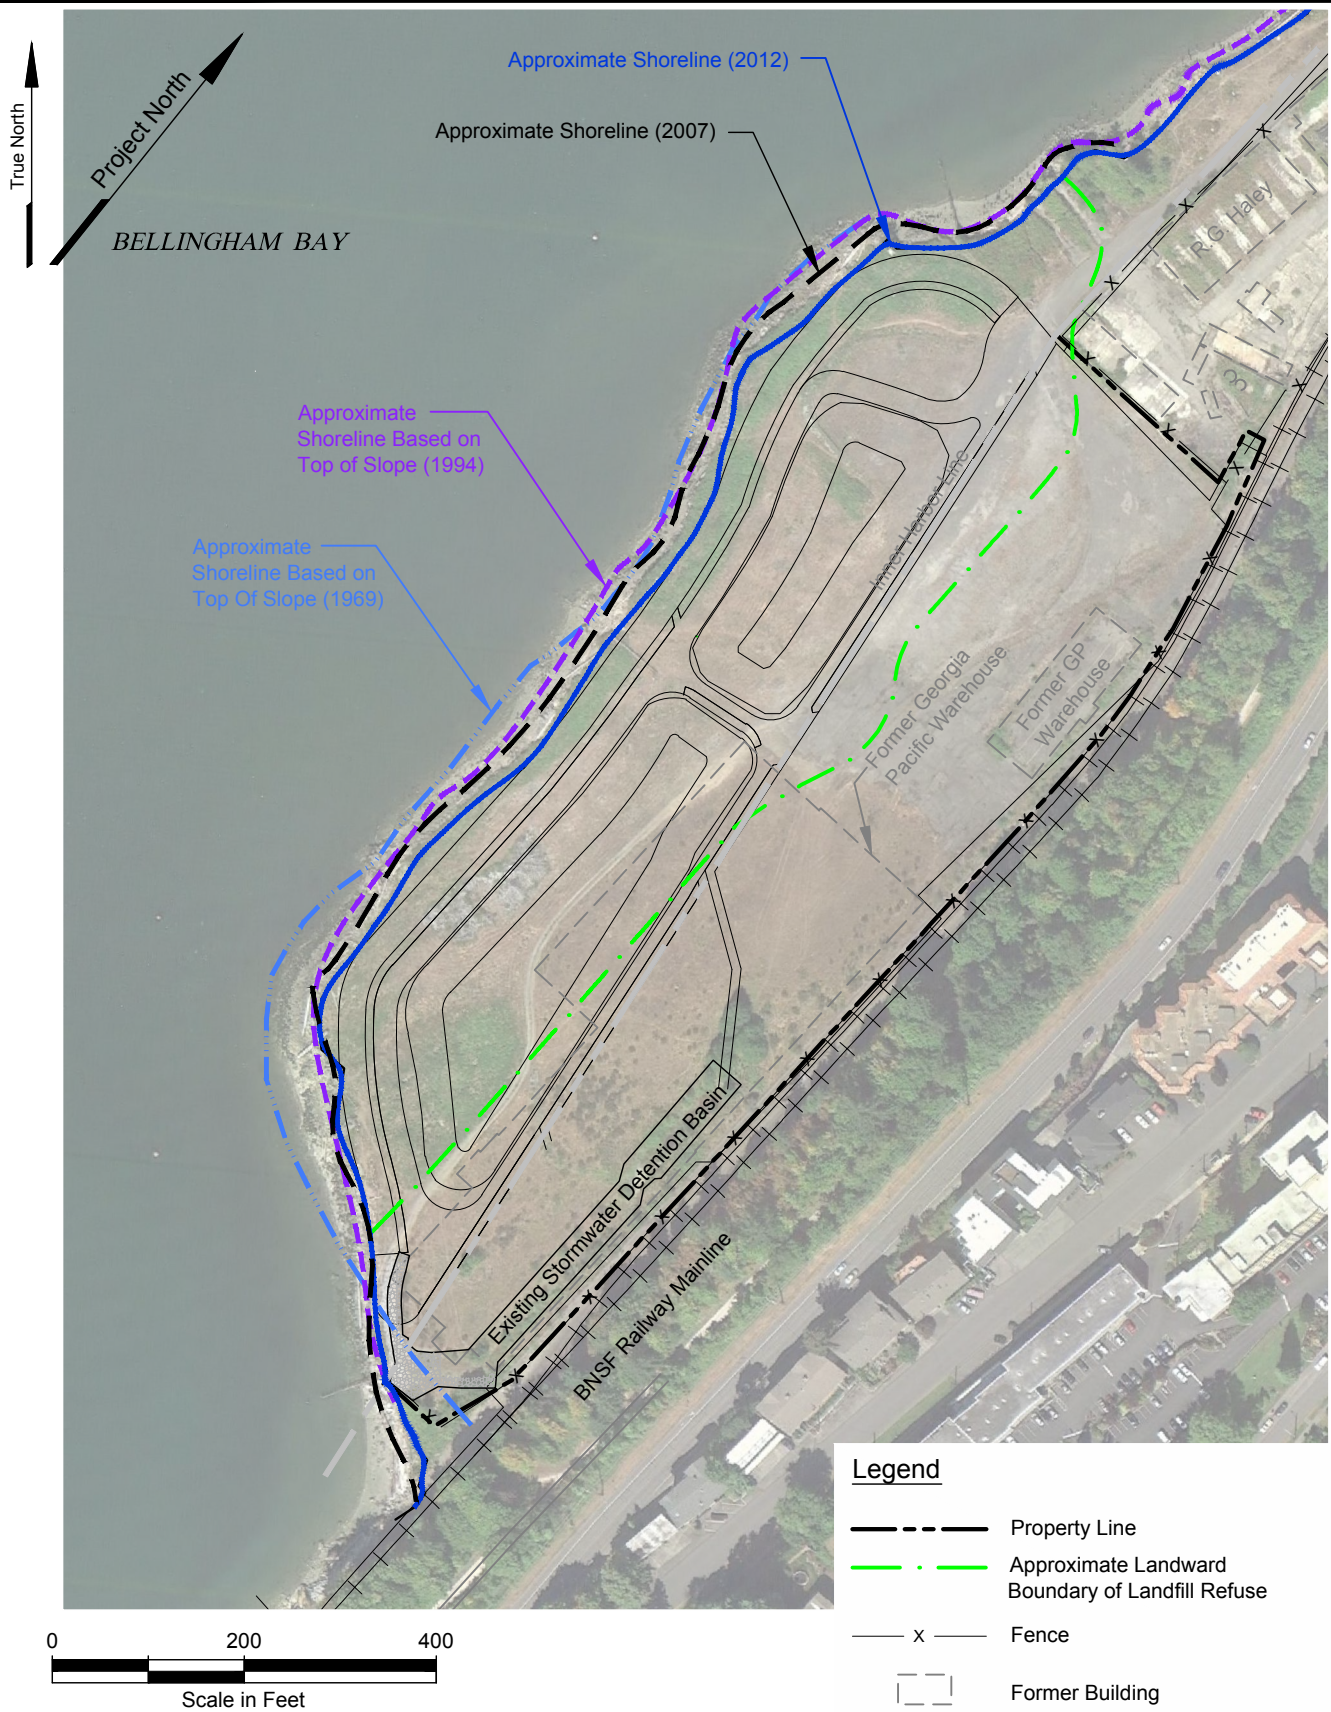 True North
Project North
BELLINGHAM BAY
Approximate Shoreline (2012)
Approximate Shoreline (2007)
Approximate
Shoreline Based on
Top of Slope (1994)
Approximate
Shoreline Based on
Top Of Slope (1969)
R.G. Haley
Inner Harbor Line
Former Georgia
Pacific Warehouse
Former GP
Warehouse
Existing Stormwater Detention Basin
BNSF Railway Mainline
Legend
Property Line
Approximate Landward
Boundary of Landfill Refuse
X
Fence
Former Building
0 200 400
Scale in Feet